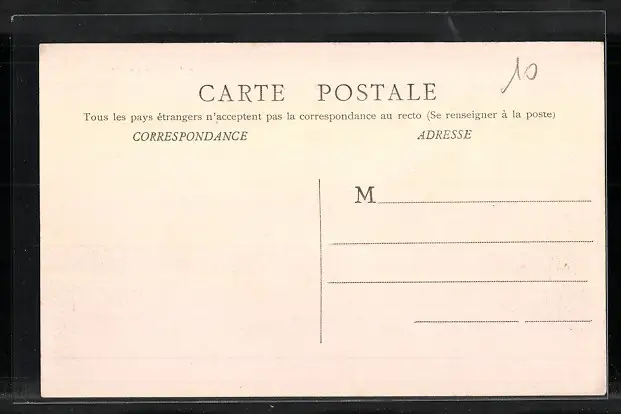 10
CARTE POSTALE
Tous les pays étrangers n'acceptent pas la correspondance au recto (Se renseigner à la poste)
CORRESPONDANCE ADRESSE
M